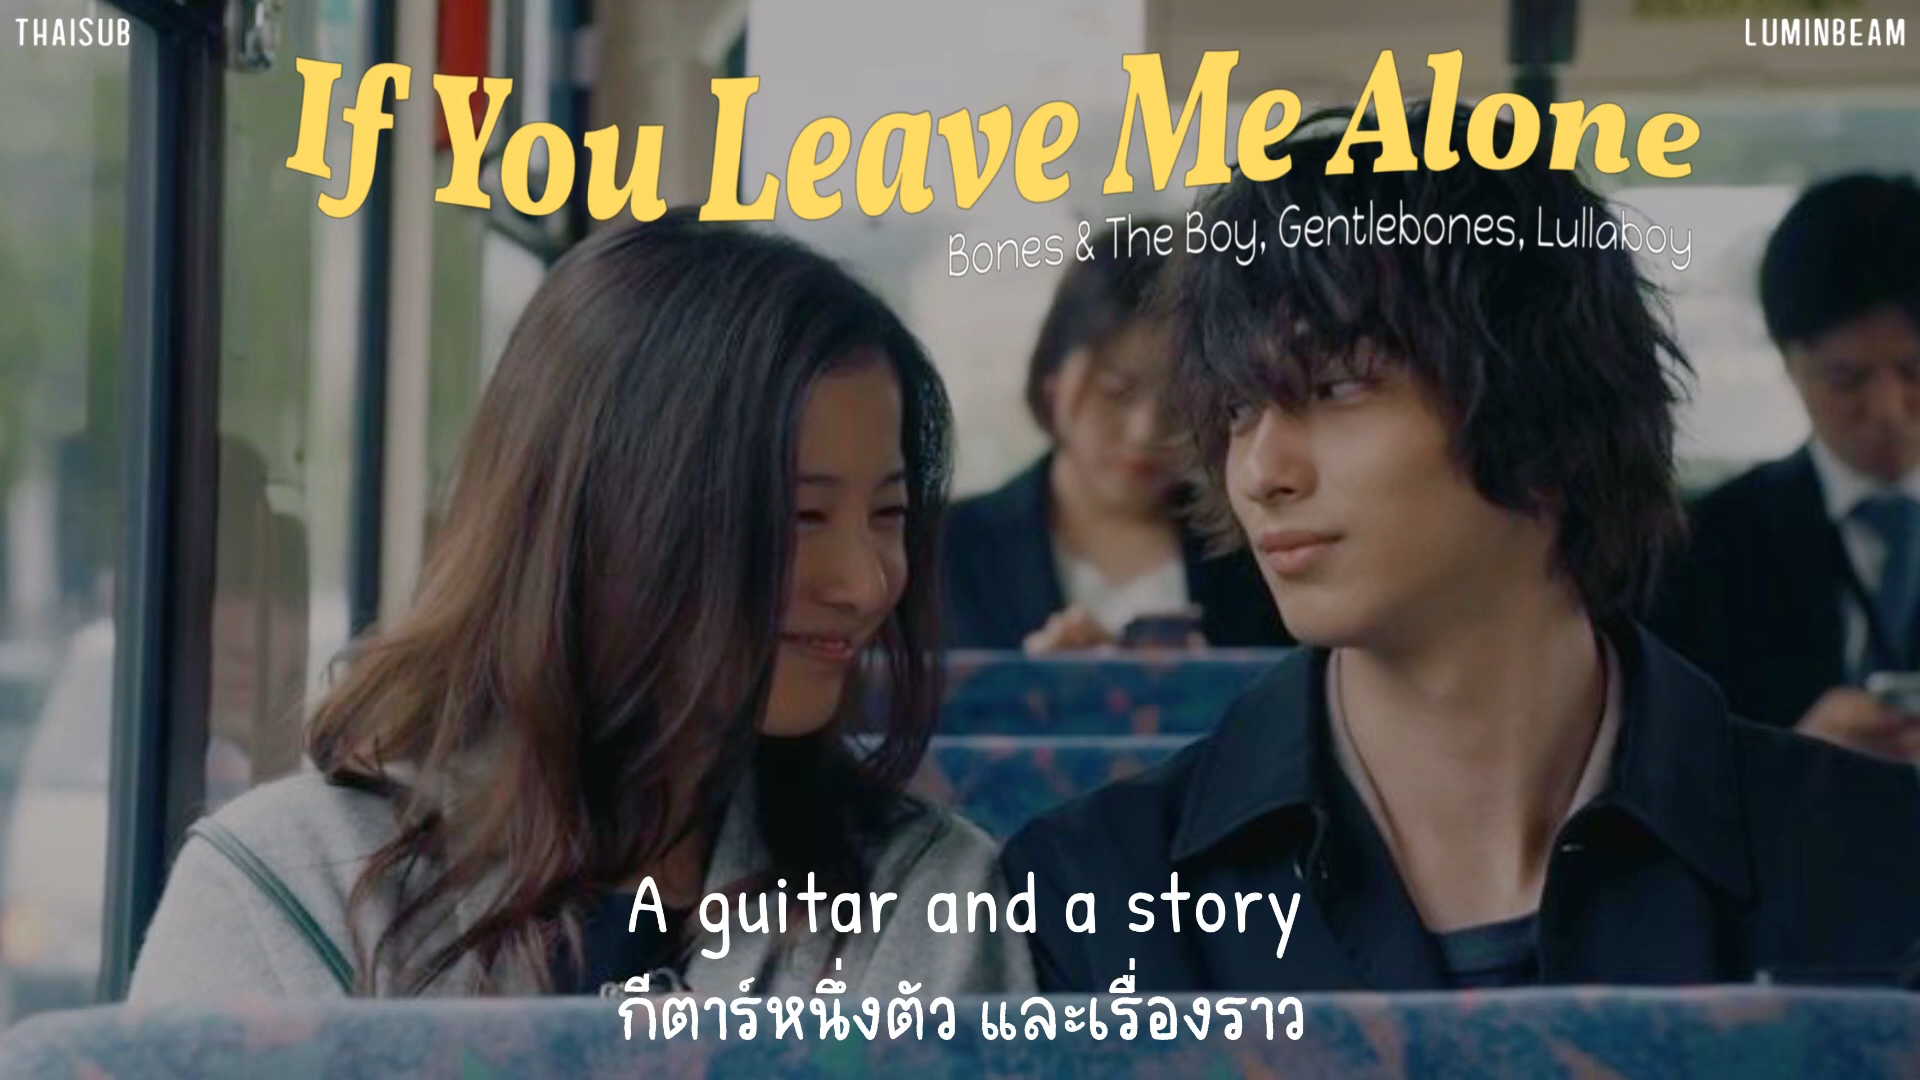 THAISUB
LUMINBEAM
If You Leave Me Alone
Bones & The Boy, Gentlebones, Lullaboy
A guitar and a story
กีตาร์หนึ่งตัว และเรื่องราว